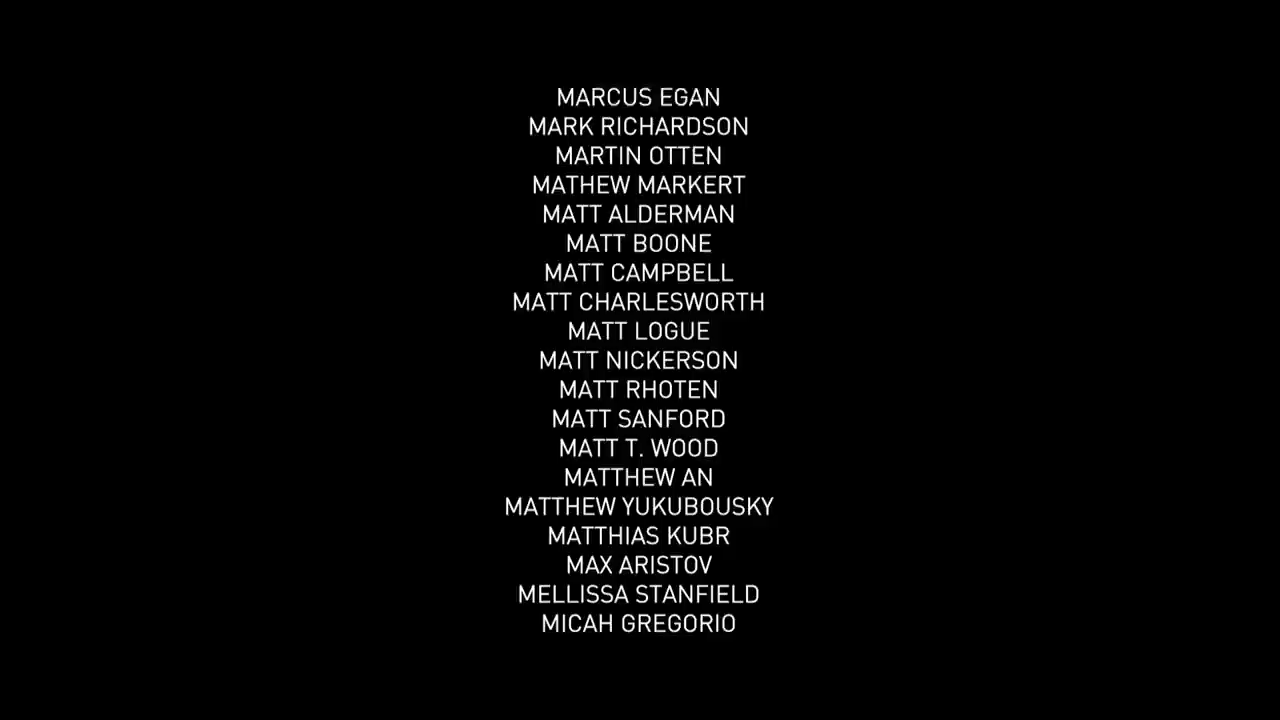 MARCUS EGAN
MARK RICHARDSON
MARTIN OTTEN
MATHEW MARKERT
MATT ALDERMAN
MATT BOONE
MATT CAMPBELL
MATT CHARLESWORTH
MATT LOGUE
MATT NICKERSON
MATT RHOTEN
MATT SANFORD
MATT T. WOOD
MATTHEW AN
MATTHEW YUKUBOUSKY
MATTHIAS KUBR
MAX ARISTOV
MELLISSA STANFIELD
MICAH GREGORIO